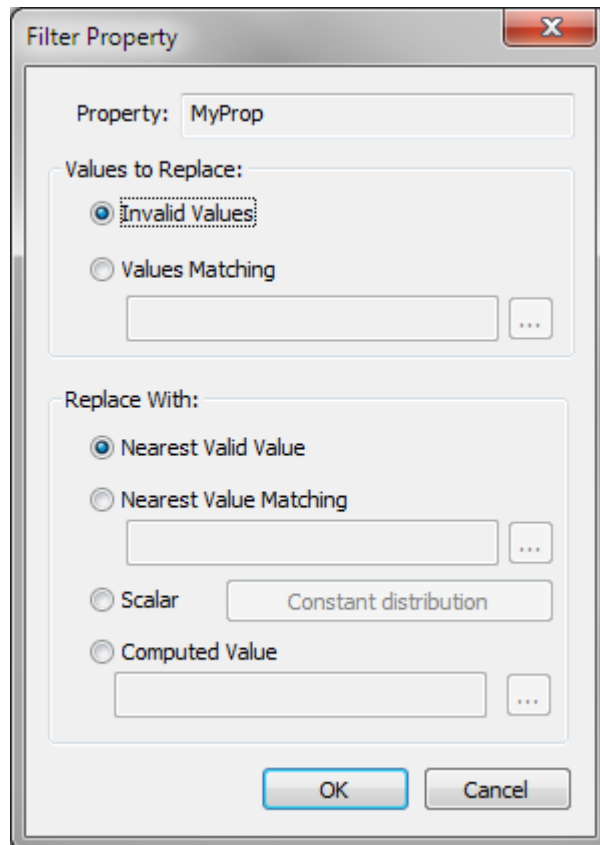 Filter Property
Property: MyProp
Values to Replace:
Invalid Values
Values Matching
...
Replace With:
Nearest Valid Value
Nearest Value Matching
...
Scalar Constant distribution
Computed Value
...
OK Cancel